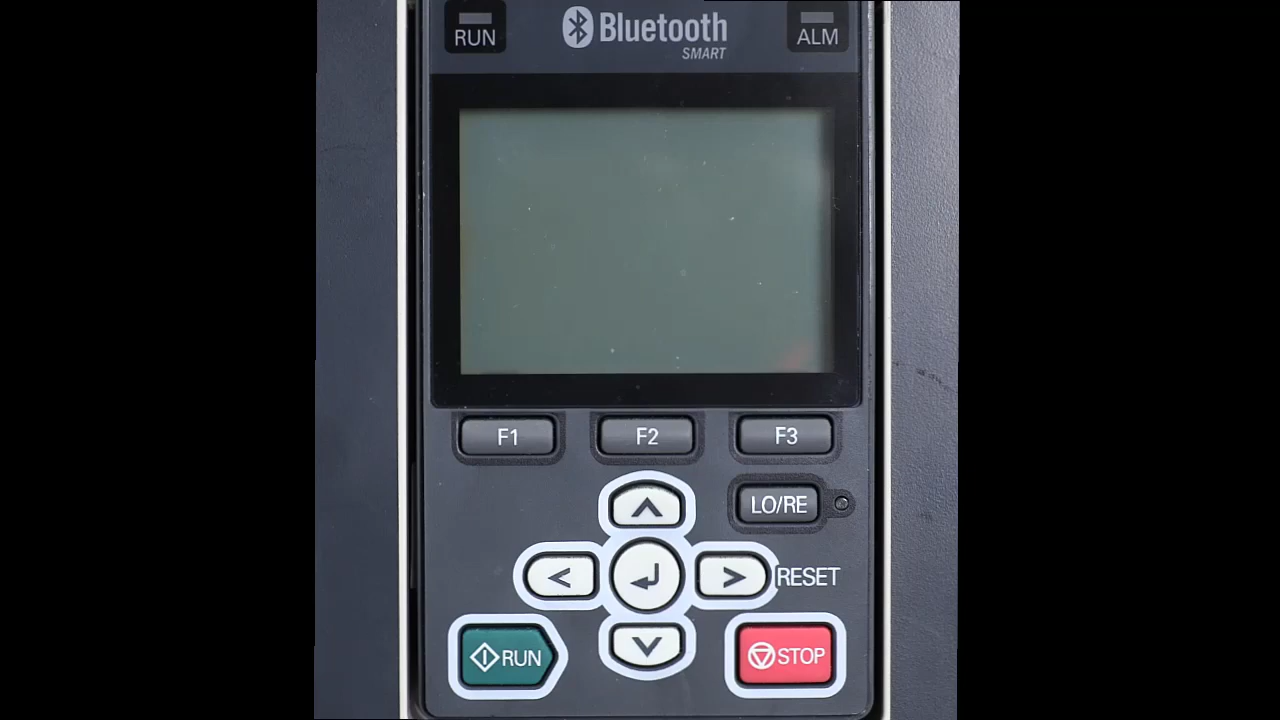 RUN
Bluetooth
SMART
ALM
F1
F2
F3
LO/RE
RESET
RUN
STOP